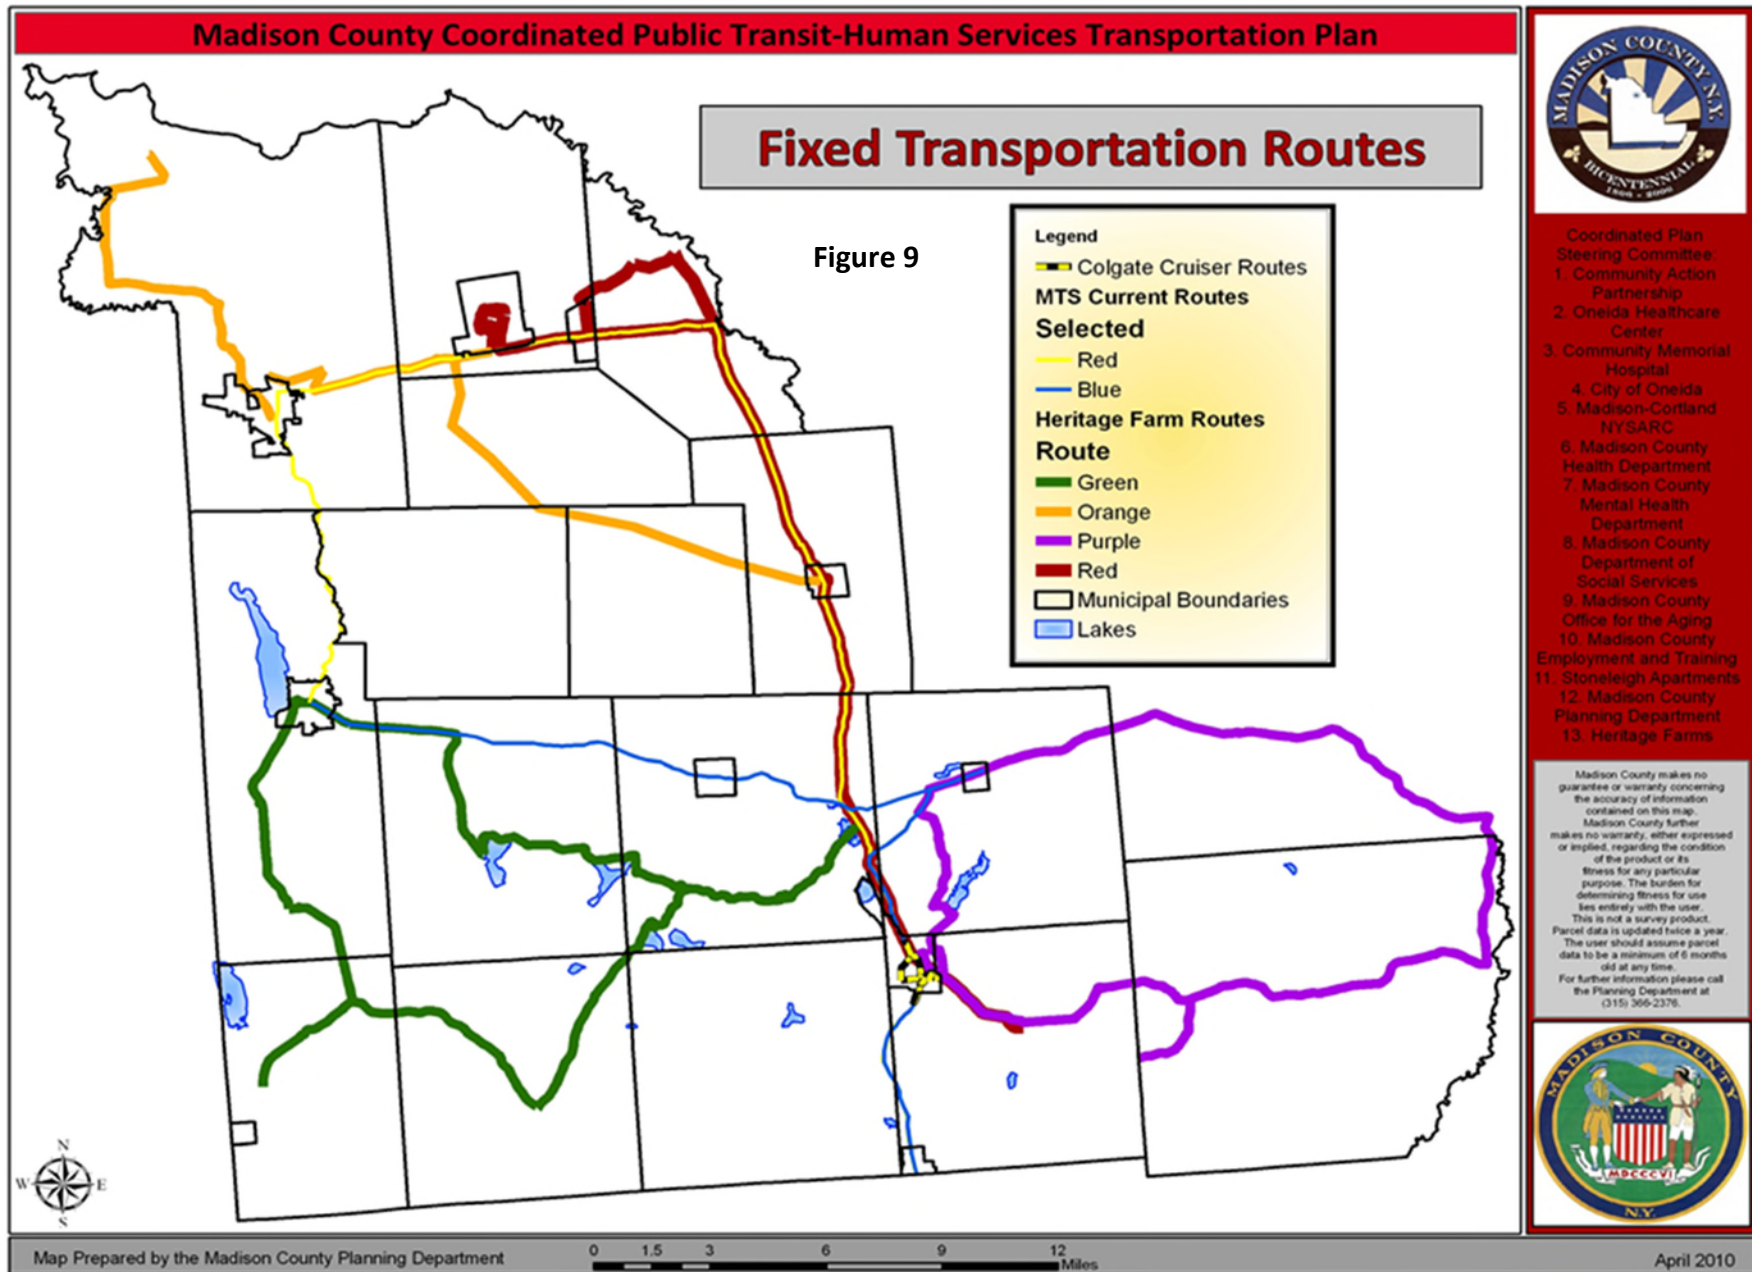 Madison County Coordinated Public Transit-Human Services Transportation Plan
Fixed Transportation Routes
Figure 9
Legend
Colgate Cruiser Routes
MTS Current Routes
Selected
Red
Blue
Heritage Farm Routes
Route
Green
Orange
Purple
Red
Municipal Boundaries
Lakes
N
W E
S
MADISON COUNTY N.Y.
BICENTENNIAL
1806 - 2006
Coordinated Plan
Steering Committee:
1. Community Action
Partnership
2. Oneida Healthcare
Center
3. Community Memorial
Hospital
4. City of Oneida
5. Madison-Cortland
NYSARC
6. Madison County
Health Department
7. Madison County
Mental Health
Department
8. Madison County
Department of
Social Services
9. Madison County
Office for the Aging
10. Madison County
Employment and Training
11. Stoneleigh Apartments
12. Madison County
Planning Department
13. Heritage Farms
Madison County makes no
guarantee or warranty concerning
the accuracy of information
contained on this map.
Madison County further
makes no warranty, either expressed
or implied, regarding the condition
of the product or its
fitness for any particular
purpose. The burden for
determining fitness for use
lies entirely with the user.
This is not a survey product.
Parcel data is updated twice a year.
The user should assume parcel
data to be a minimum of 6 months
old at any time.
For further information please call
the Planning Department at
(315) 366-2376.
MADISON COUNTY
MDCCCVI
N.Y.
Map Prepared by the Madison County Planning Department
0 1.5 3 6 9 12
Miles
April 2010